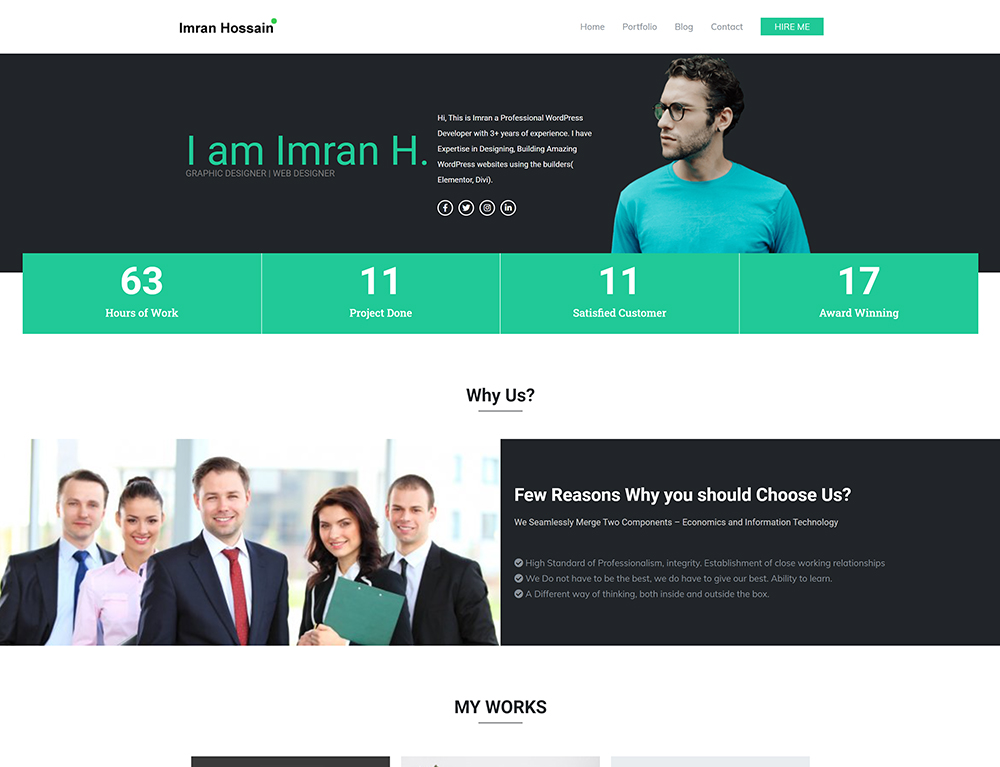 Imran Hossain
Home Portfolio Blog Contact HIRE ME
I am Imran H.
GRAPHIC DESIGNER | WEB DESIGNER
Hi, This is Imran a Professional WordPress
Developer with 3+ years of experience. I have
Expertise in Designing, Building Amazing
WordPress websites using the builders(
Elementor, Divi).
63
Hours of Work
11
Project Done
11
Satisfied Customer
17
Award Winning
Why Us?
Few Reasons Why you should Choose Us?
We Seamlessly Merge Two Components – Economics and Information Technology
High Standard of Professionalism, integrity. Establishment of close working relationships
We Do not have to be the best, we do have to give our best. Ability to learn.
A Different way of thinking, both inside and outside the box.
MY WORKS